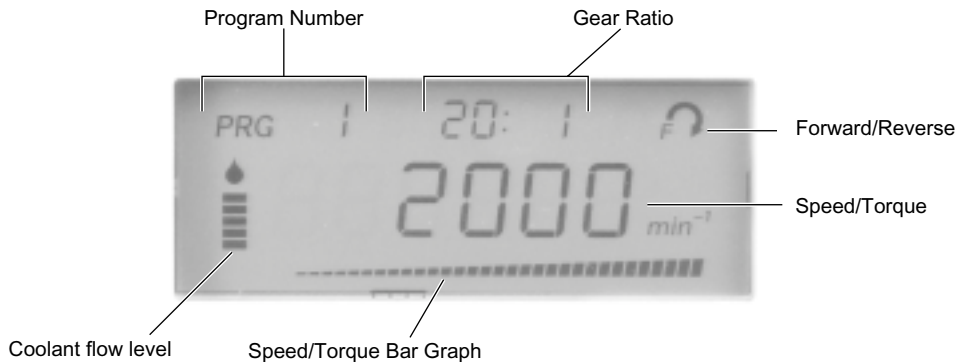 Program Number
Gear Ratio
PRG 1 20: 1 F
Forward/Reverse
2000 min⁻¹
Speed/Torque
Coolant flow level
Speed/Torque Bar Graph